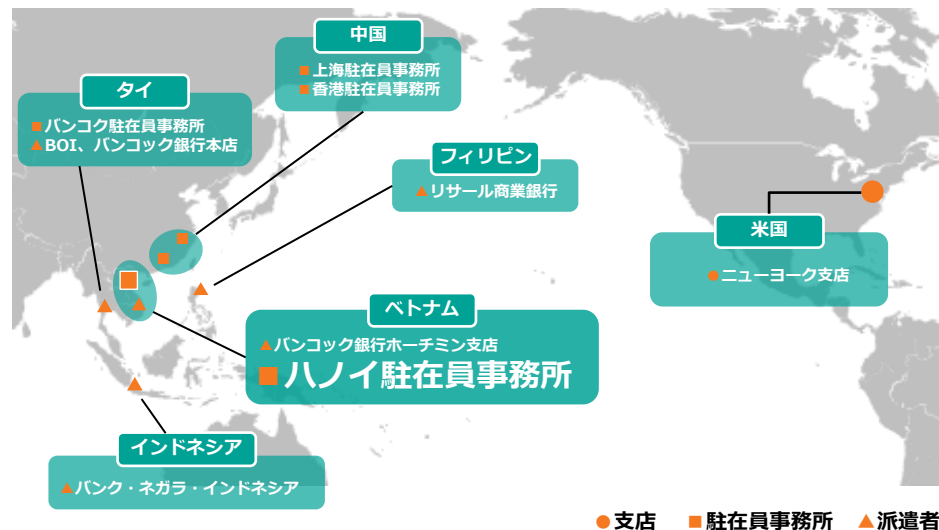 中国
■上海駐在員事務所
■香港駐在員事務所
タイ
■バンコク駐在員事務所
▲BOI、バンコック銀行本店
フィリピン
▲リサール商業銀行
米国
●ニューヨーク支店
ベトナム
▲バンコック銀行ホーチミン支店
■ハノイ駐在員事務所
インドネシア
▲バンク・ネガラ・インドネシア
●支店 ■駐在員事務所 ▲派遣者